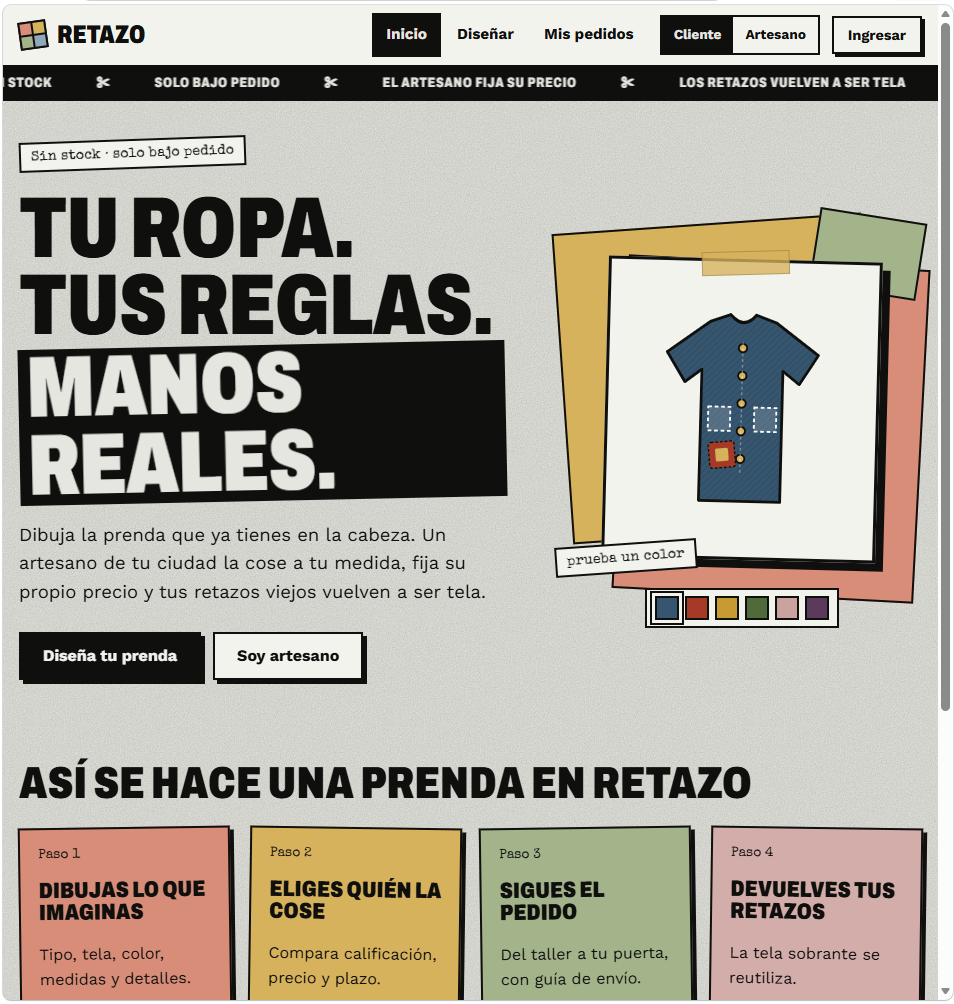 RETAZO
Inicio
Diseñar
Mis pedidos
Cliente
Artesano
Ingresar
STOCK
SOLO BAJO PEDIDO
EL ARTESANO FIJA SU PRECIO
LOS RETAZOS VUELVEN A SER TELA
Sin stock · solo bajo pedido
TU ROPA.
TUS REGLAS.
MANOS
REALES.
Dibuja la prenda que ya tienes en la cabeza. Un
artesano de tu ciudad la cose a tu medida, fija su
propio precio y tus retazos viejos vuelven a ser tela.
prueba un color
Diseña tu prenda
Soy artesano
ASÍ SE HACE UNA PRENDA EN RETAZO
Paso 1
DIBUJAS LO QUE
IMAGINAS
Tipo, tela, color,
medidas y detalles.
Paso 2
ELIGES QUIÉN LA
COSE
Compara calificación,
precio y plazo.
Paso 3
SIGUES EL
PEDIDO
Del taller a tu puerta,
con guía de envío.
Paso 4
DEVUELVES TUS
RETAZOS
La tela sobrante se
reutiliza.